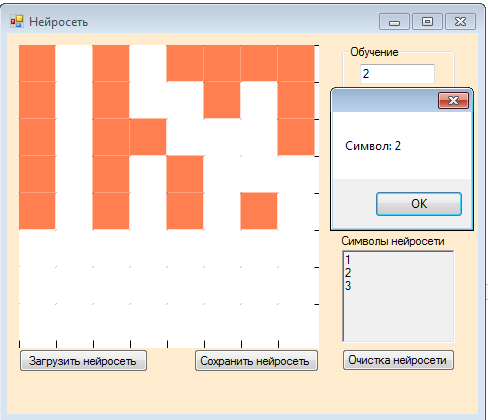 Нейросеть
Обучение
2
Символ: 2
OK
Символы нейросети
1
2
3
Загрузить нейросеть
Сохранить нейросеть
Очистка нейросети